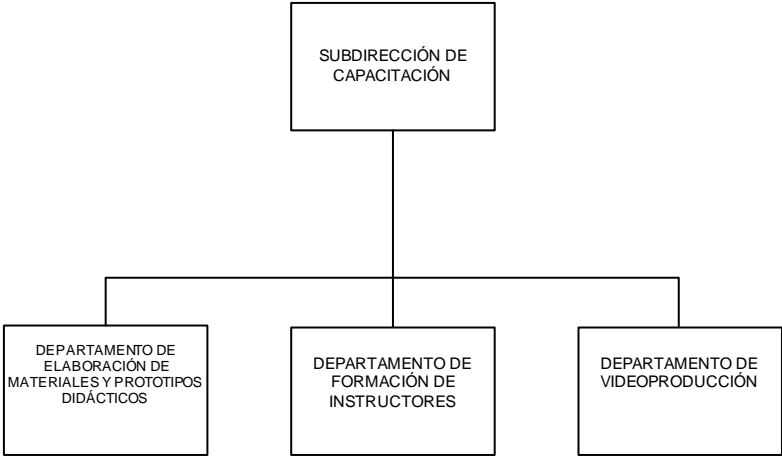 SUBDIRECCIÓN DE
CAPACITACIÓN
DEPARTAMENTO DE
ELABORACIÓN DE
MATERIALES Y PROTOTIPOS
DIDÁCTICOS
DEPARTAMENTO DE
FORMACIÓN DE
INSTRUCTORES
DEPARTAMENTO DE
VIDEOPRODUCCIÓN